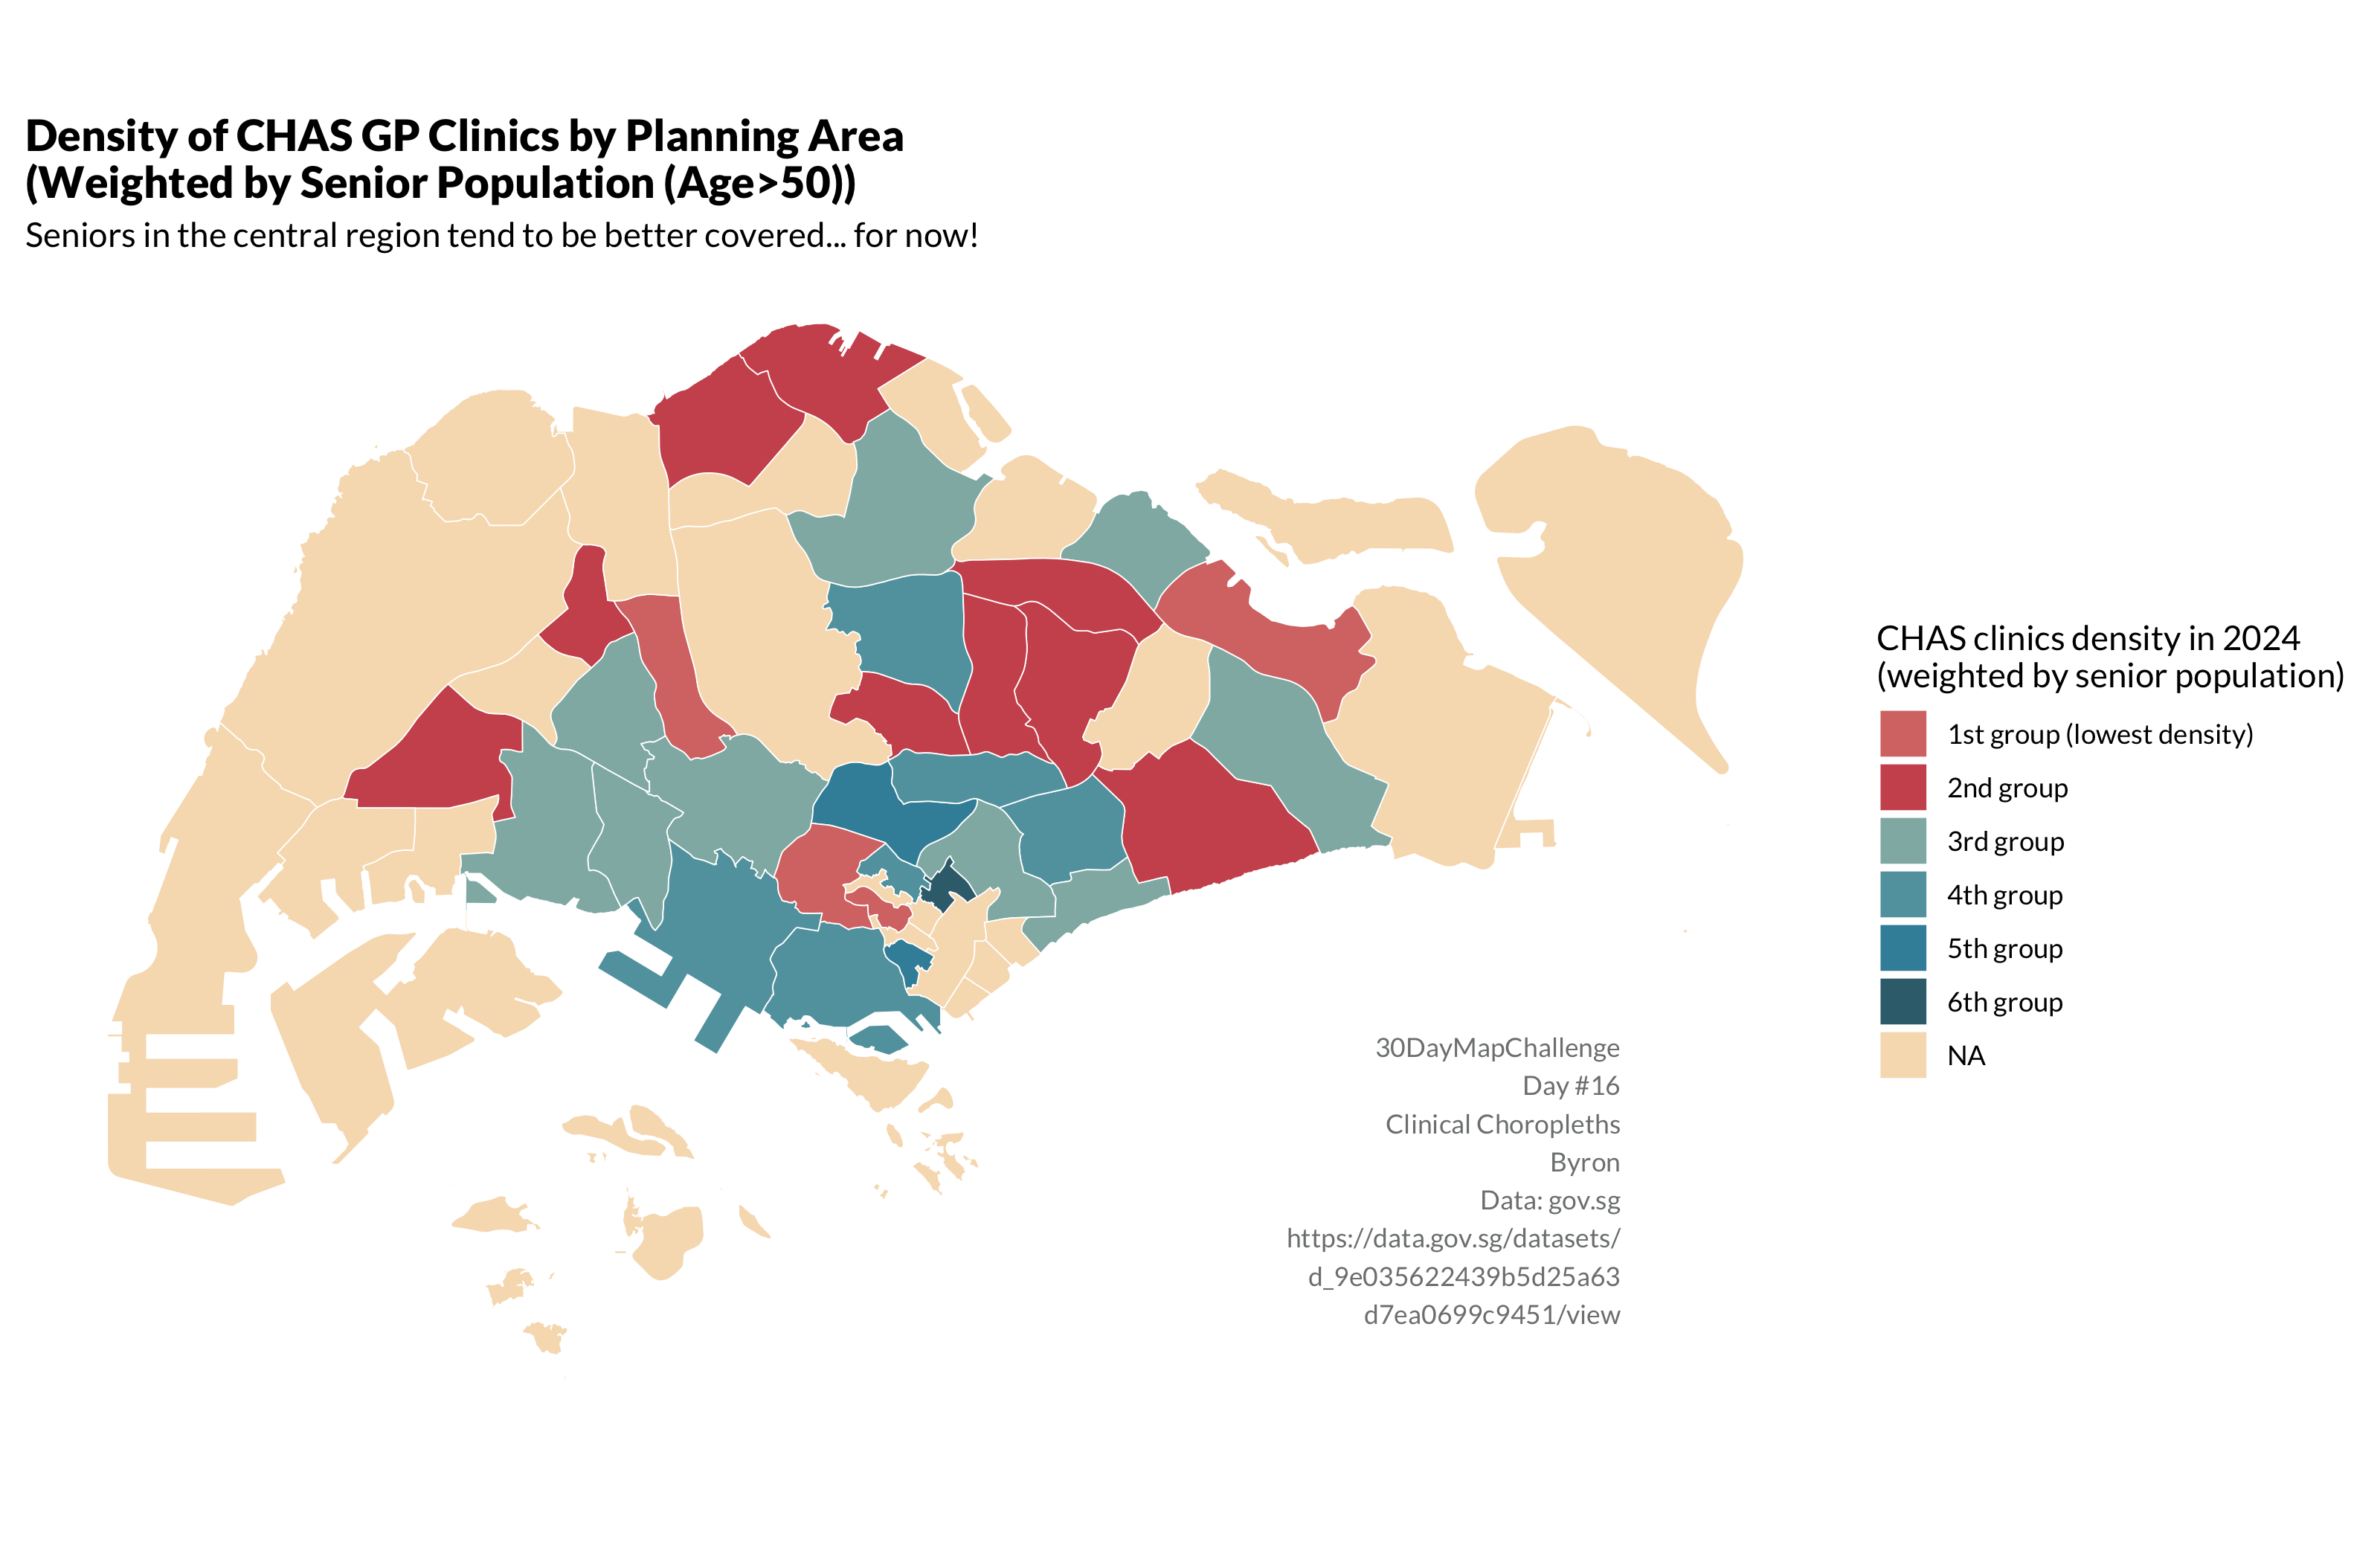 Density of CHAS GP Clinics by Planning Area
(Weighted by Senior Population (Age>50))
Seniors in the central region tend to be better covered... for now!
CHAS clinics density in 2024
(weighted by senior population)
1st group (lowest density)
2nd group
3rd group
4th group
5th group
6th group
NA
30DayMapChallenge
Day #16
Clinical Choropleths
Byron
Data: gov.sg
https://data.gov.sg/datasets/
d_9e035622439b5d25a63
d7ea0699c9451/view